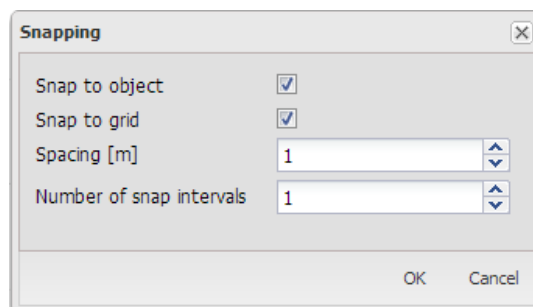 Snapping
Snap to object
Snap to grid
Spacing [m] 1
Number of snap intervals 1
OK Cancel